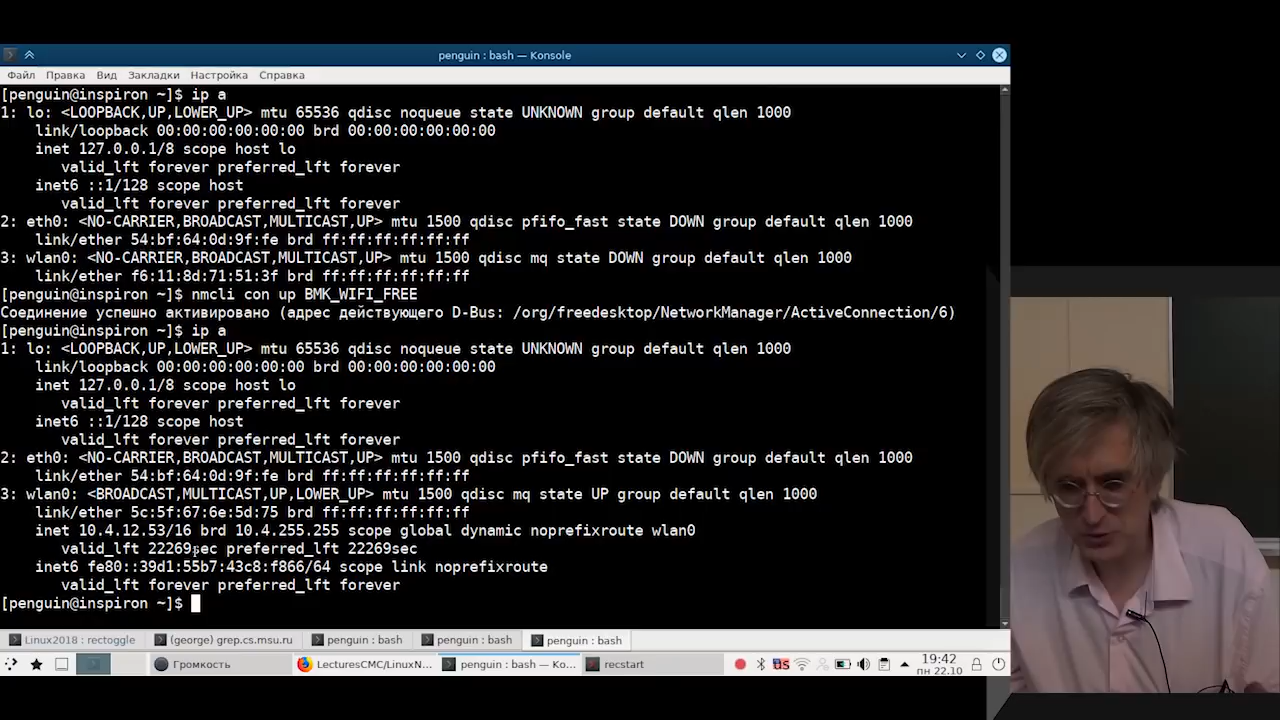 penguin : bash — Konsole
Файл Правка Вид Закладки Настройка Справка
[penguin@inspiron ~]$ ip a
1: lo: <LOOPBACK,UP,LOWER_UP> mtu 65536 qdisc noqueue state UNKNOWN group default qlen 1000
link/loopback 00:00:00:00:00:00 brd 00:00:00:00:00:00
inet 127.0.0.1/8 scope host lo
valid_lft forever preferred_lft forever
inet6 ::1/128 scope host
valid_lft forever preferred_lft forever
2: eth0: <NO-CARRIER,BROADCAST,MULTICAST,UP> mtu 1500 qdisc pfifo_fast state DOWN group default qlen 1000
link/ether 54:bf:64:0d:9f:fe brd ff:ff:ff:ff:ff:ff
3: wlan0: <NO-CARRIER,BROADCAST,MULTICAST,UP> mtu 1500 qdisc mq state DOWN group default qlen 1000
link/ether f6:11:8d:71:51:3f brd ff:ff:ff:ff:ff:ff
[penguin@inspiron ~]$ nmcli con up BMK_WIFI_FREE
Соединение успешно активировано (адрес действующего D-Bus: /org/freedesktop/NetworkManager/ActiveConnection/6)
[penguin@inspiron ~]$ ip a
1: lo: <LOOPBACK,UP,LOWER_UP> mtu 65536 qdisc noqueue state UNKNOWN group default qlen 1000
link/loopback 00:00:00:00:00:00 brd 00:00:00:00:00:00
inet 127.0.0.1/8 scope host lo
valid_lft forever preferred_lft forever
inet6 ::1/128 scope host
valid_lft forever preferred_lft forever
2: eth0: <NO-CARRIER,BROADCAST,MULTICAST,UP> mtu 1500 qdisc pfifo_fast state DOWN group default qlen 1000
link/ether 54:bf:64:0d:9f:fe brd ff:ff:ff:ff:ff:ff
3: wlan0: <BROADCAST,MULTICAST,UP,LOWER_UP> mtu 1500 qdisc mq state UP group default qlen 1000
link/ether 5c:5f:67:6e:5d:75 brd ff:ff:ff:ff:ff:ff
inet 10.4.12.53/16 brd 10.4.255.255 scope global dynamic noprefixroute wlan0
valid_lft 22269sec preferred_lft 22269sec
inet6 fe80::39d1:55b7:43c8:f866/64 scope link noprefixroute
valid_lft forever preferred_lft forever
[penguin@inspiron ~]$
Linux2018 : rectoggle (george) grep.cs.msu.ru penguin : bash penguin : bash penguin : bash
Громкость LecturesCMC/LinuxN... penguin : bash — Ko... recstart US 19:42
пн 22.10